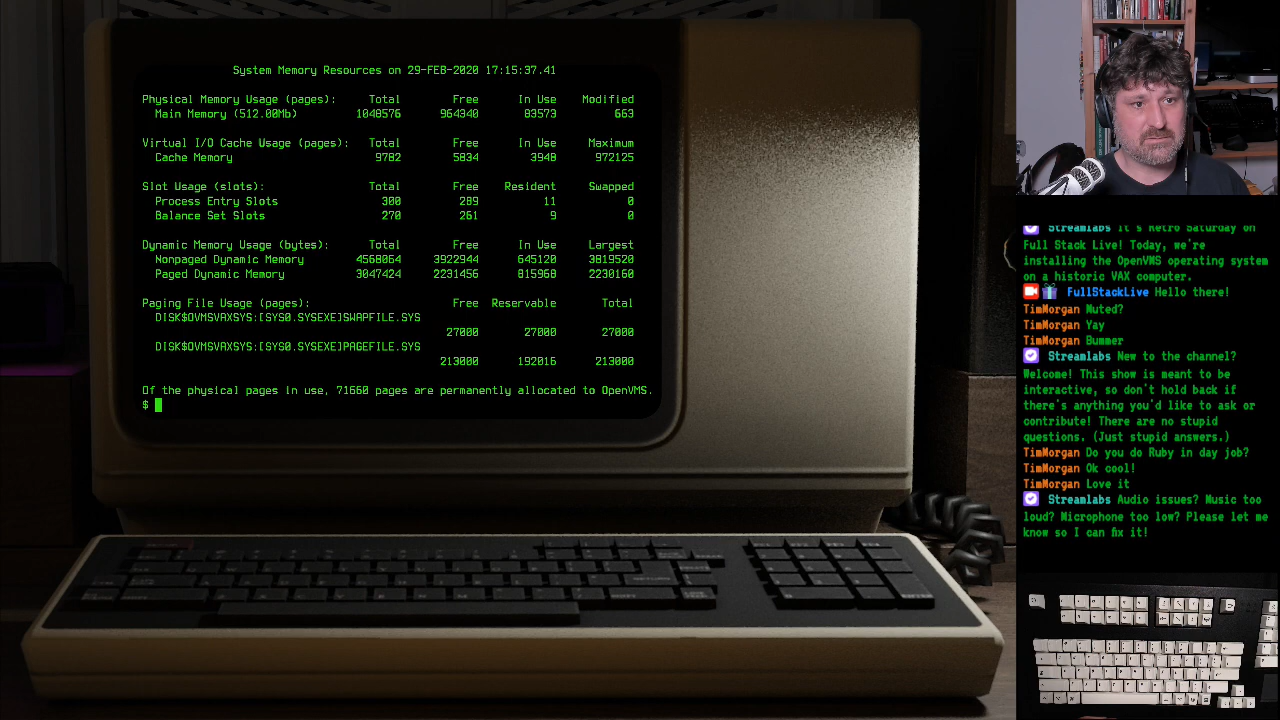 System Memory Resources on 29-FEB-2020 17:15:37.41
Physical Memory Usage (pages): Total Free In Use Modified
Main Memory (512.00Mb) 1048576 964340 83573 663
Virtual I/O Cache Usage (pages): Total Free In Use Maximum
Cache Memory 9782 5834 3948 972125
Slot Usage (slots): Total Free Resident Swapped
Process Entry Slots 300 289 11 0
Balance Set Slots 270 261 9 0
Dynamic Memory Usage (bytes): Total Free In Use Largest
Nonpaged Dynamic Memory 4568064 3922944 645120 3819520
Paged Dynamic Memory 3047424 2231456 815968 2230160
Paging File Usage (pages): Free Reservable Total
DISK$OVMSVAXSYS:[SYS0.SYSEXE]SWAPFILE.SYS
27000 27000 27000
DISK$OVMSVAXSYS:[SYS0.SYSEXE]PAGEFILE.SYS
213000 192016 213000
Of the physical pages in use, 71660 pages are permanently allocated to OpenVMS.
$
Streamlabs It's Retro Saturday on
Full Stack Live! Today, we're
installing the OpenVMS operating system
on a historic VAX computer.
FullStackLive Hello there!
TimMorgan Muted?
TimMorgan Yay
TimMorgan Bummer
Streamlabs New to the channel?
Welcome! This show is meant to be
interactive, so don't hold back if
there's anything you'd like to ask or
contribute! There are no stupid
questions. (Just stupid answers.)
TimMorgan Do you do Ruby in day job?
TimMorgan Ok cool!
TimMorgan Love it
Streamlabs Audio issues? Music too
loud? Microphone too low? Please let me
know so I can fix it!